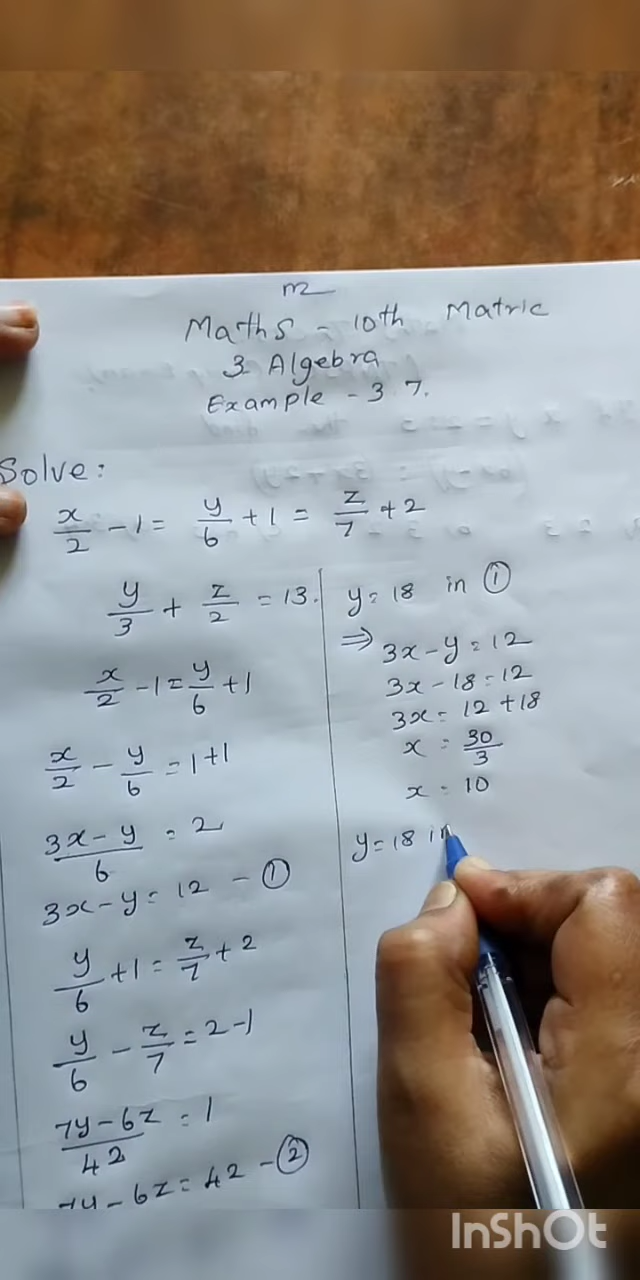 m2
Maths - 10th Matric
3 Algebra
Example - 3 7.
Solve:
x/2 - 1 = y/6 + 1 = z/7 + 2
y/3 + z/2 = 13.
x/2 - 1 = y/6 + 1
x/2 - y/6 = 1+1
3x - y/6 = 2
3x - y = 12 - ①
y/6 + 1 = z/7 + 2
y/6 - z/7 = 2-1
7y - 6z/42 = 1
7y - 6z = 42 - ②
y = 18 in ①
⇒ 3x - y = 12
3x - 18 = 12
3x = 12 + 18
x = 30/3
x = 10
y = 18 in
InShOt